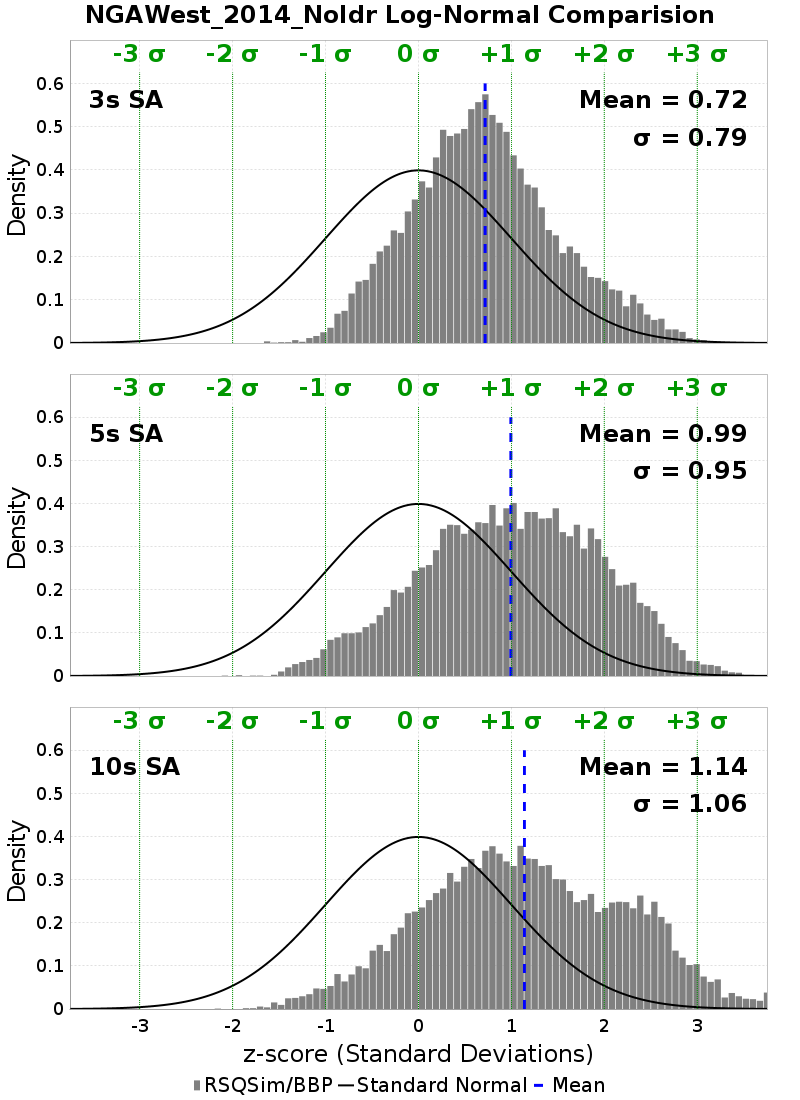 NGAWest_2014_NoIdr Log-Normal Comparision
-3 σ -2 σ -1 σ 0 σ +1 σ +2 σ +3 σ
3s SA
Mean = 0.72
σ = 0.79
0.6
0.5
0.4
0.3
0.2
0.1
0
Density
-3 σ -2 σ -1 σ 0 σ +1 σ +2 σ +3 σ
5s SA
Mean = 0.99
σ = 0.95
0.6
0.5
0.4
0.3
0.2
0.1
0
Density
-3 σ -2 σ -1 σ 0 σ +1 σ +2 σ +3 σ
10s SA
Mean = 1.14
σ = 1.06
0.6
0.5
0.4
0.3
0.2
0.1
0
Density
-3 -2 -1 0 1 2 3
z-score (Standard Deviations)
RSQSim/BBP Standard Normal Mean